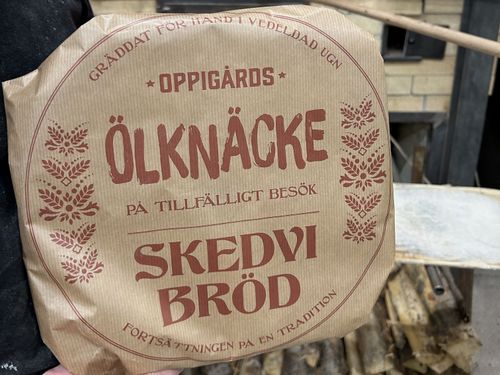 GRÄDDAT FÖR HAND I VEDELDAD UGN
OPPIGÅRDS
ÖLKNÄCKE
PÅ TILLFÄLLIGT BESÖK
SKEDVI
BRÖD
FORTSÄTTNINGEN PÅ EN TRADITION